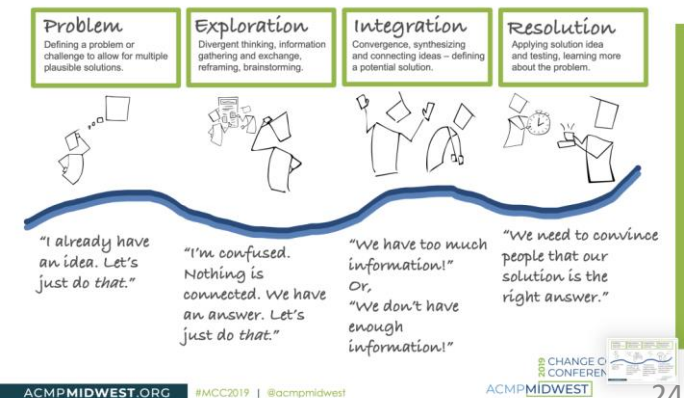 Problem
Defining a problem or
challenge to allow for multiple
plausible solutions.
Exploration
Divergent thinking, information
gathering and exchange,
reframing, brainstorming.
Integration
Convergence, synthesizing
and connecting ideas – defining
a potential solution.
Resolution
Applying solution idea
and testing, learning more
about the problem.
"I already have
an idea. Let's
just do that."
"I'm confused.
Nothing is
connected. We have
an answer. Let's
just do that."
"We have too much
information!"
Or,
"We don't have
enough
information!"
"We need to convince
people that our
solution is the
right answer."
ACMPMIDWEST.ORG
#MCC2019 | @acmpmidwest
2019
CHANGE
CONFEREN
ACMPMIDWEST
24